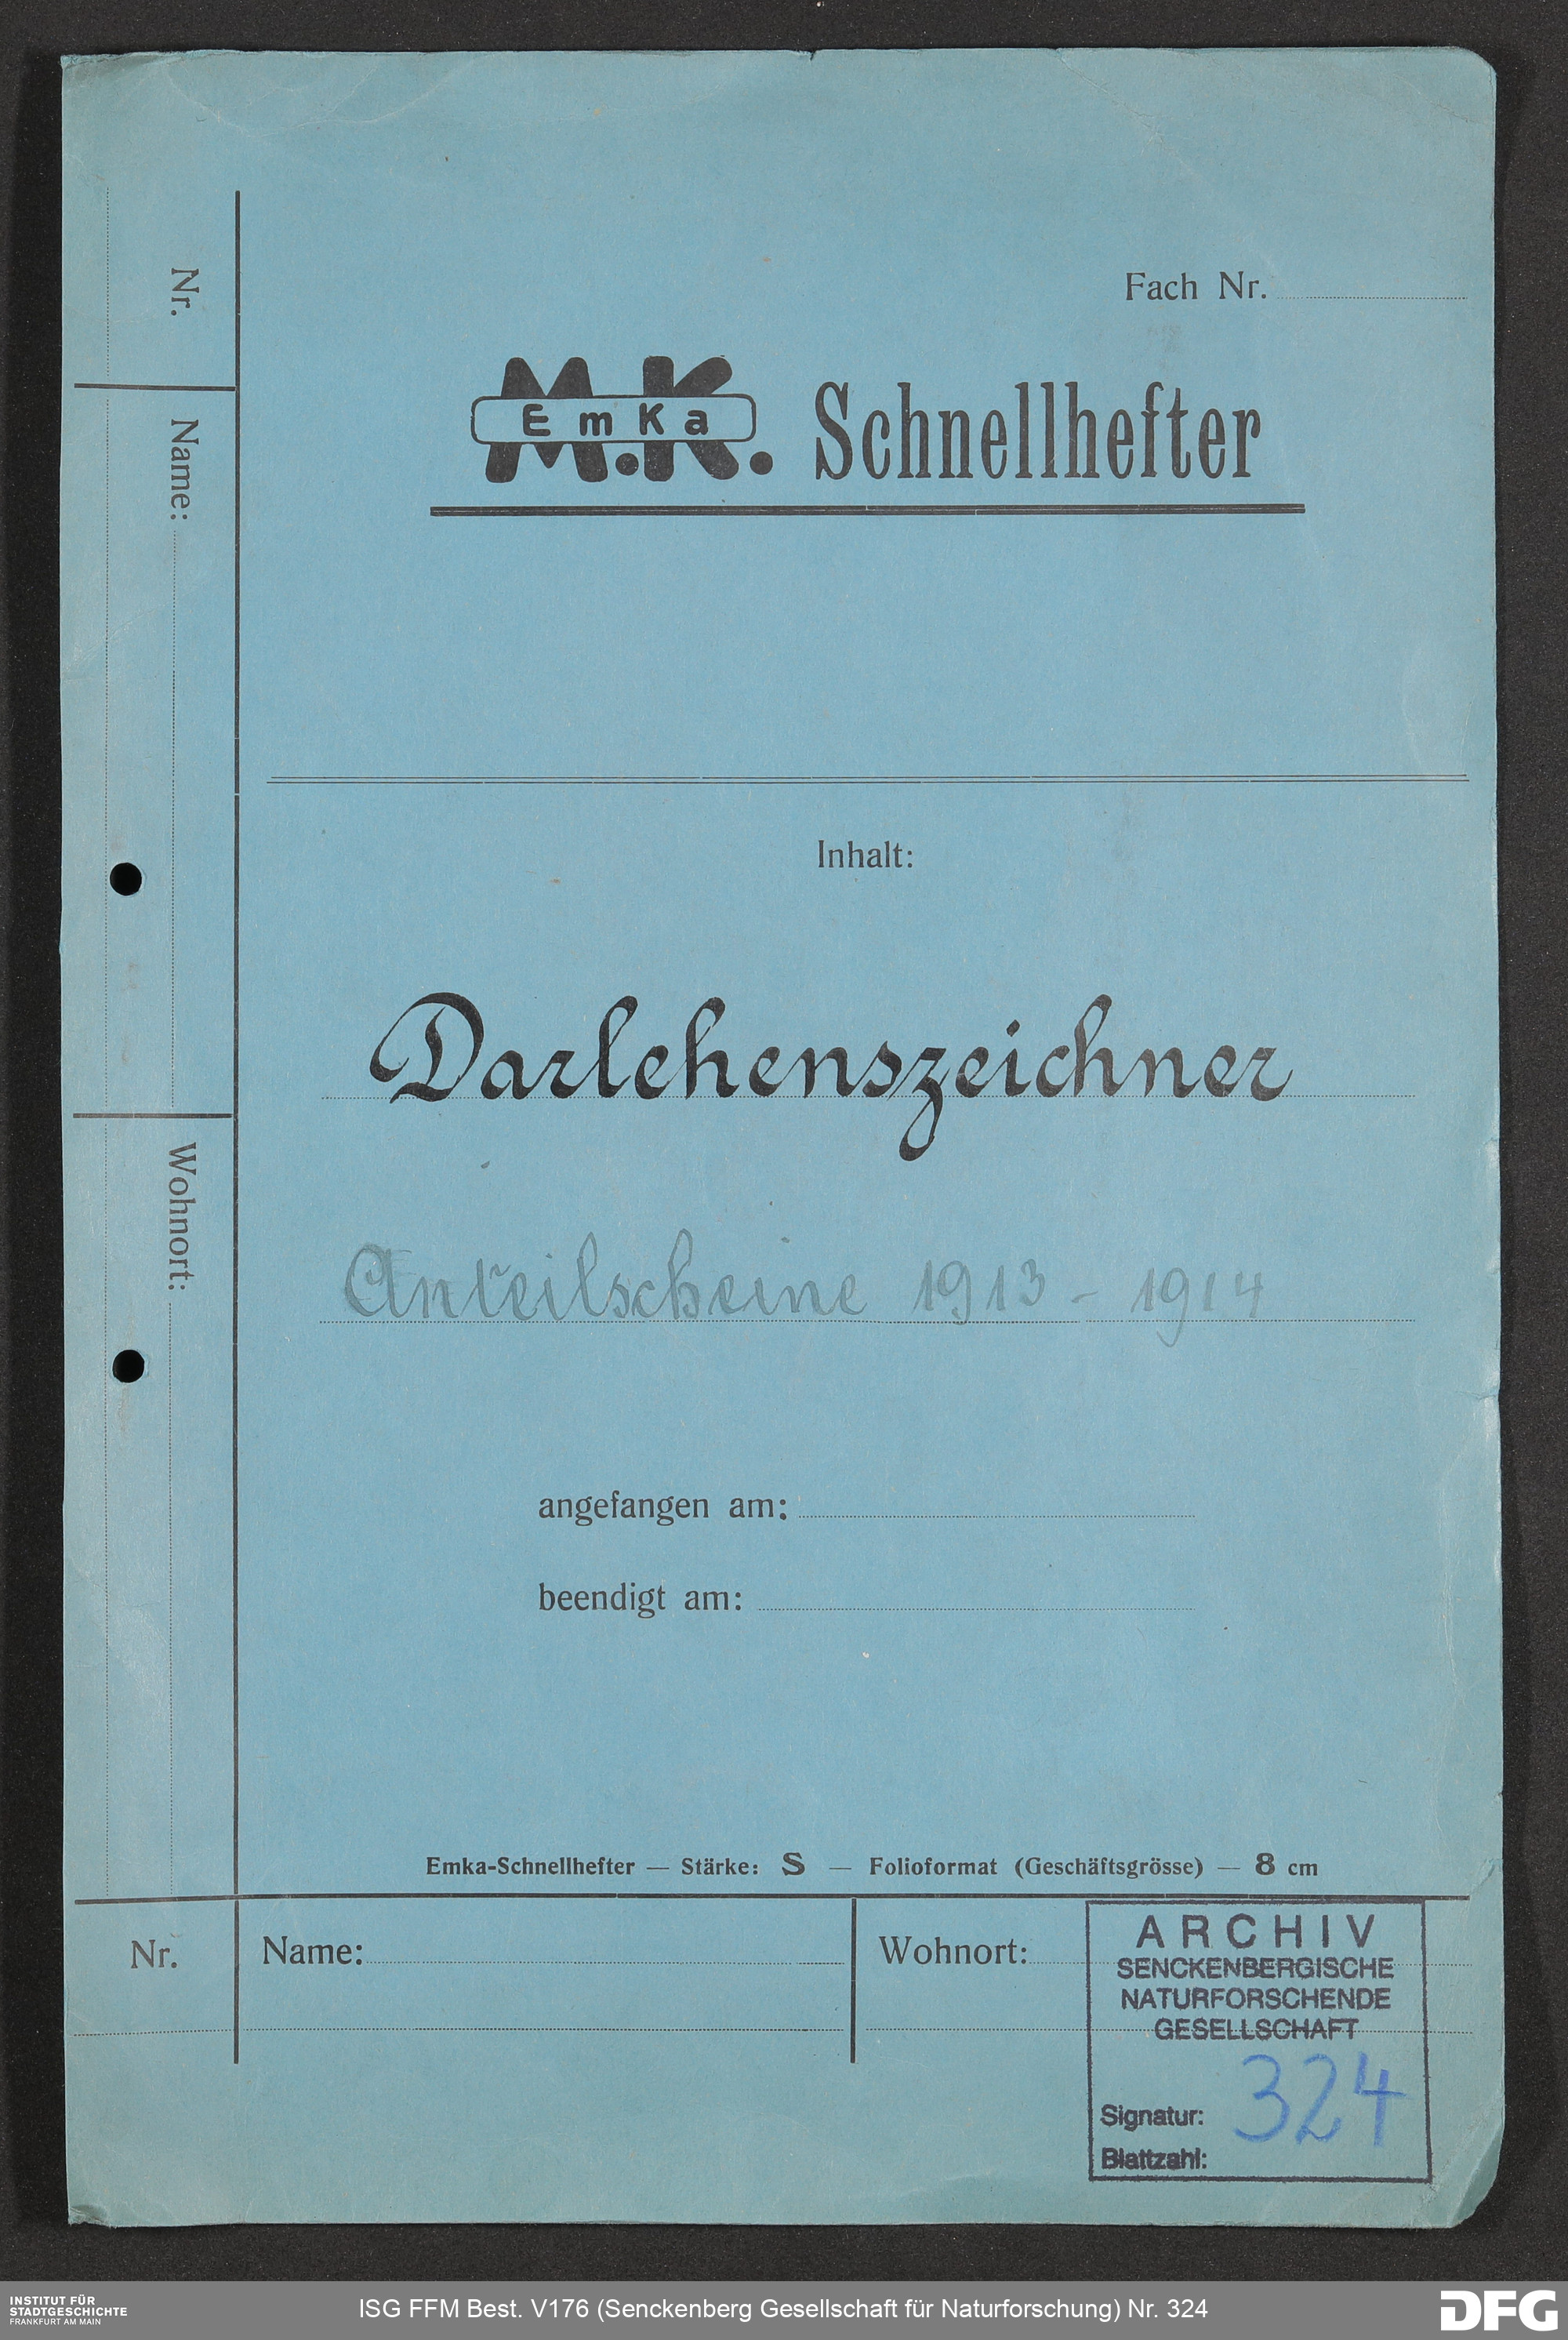 Fach Nr.
M.K.
EmKa
Schnellhefter
Inhalt:
Darlehenszeichner
Anteilscheine 1913 - 1914
angefangen am:
beendigt am:
Emka-Schnellhefter — Stärke: S — Folioformat (Geschäftsgrösse) — 8 cm
Nr.
Name:
Wohnort:
Nr.
Name:
Wohnort:
ARCHIV
SENCKENBERGISCHE
NATURFORSCHENDE
GESELLSCHAFT
Signatur: 324
Blattzahl:
INSTITUT FÜR
STADTGESCHICHTE
FRANKFURT AM MAIN
ISG FFM Best. V176 (Senckenberg Gesellschaft für Naturforschung) Nr. 324
DFG